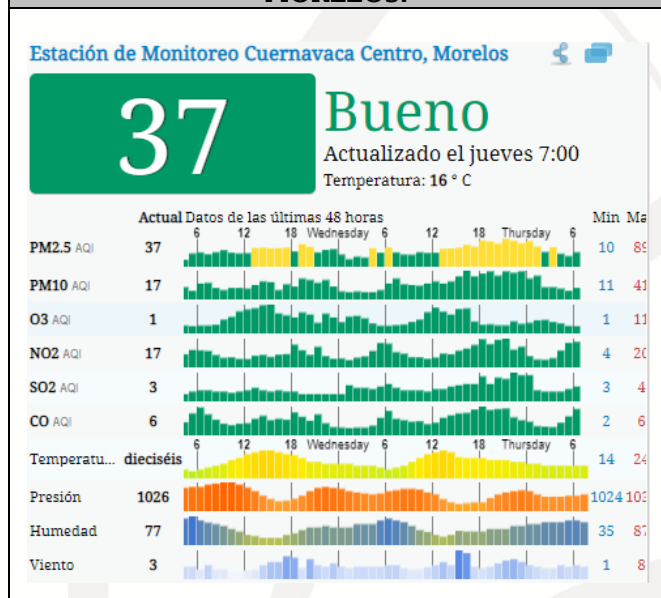 MORELOS.
Estación de Monitoreo Cuernavaca Centro, Morelos
37
Bueno
Actualizado el jueves 7:00
Temperatura: 16 ° C
Actual Datos de las últimas 48 horas Min Ma
6 12 18 Wednesday 6 12 18 Thursday 6
PM2.5 AQI 37 10 89
PM10 AQI 17 11 41
O3 AQI 1 1 11
NO2 AQI 17 4 20
SO2 AQI 3 3 4
CO AQI 6 2 6
6 12 18 Wednesday 6 12 18 Thursday 6
Temperatu... dieciséis 14 24
Presión 1026 1024 103
Humedad 77 35 87
Viento 3 1 8